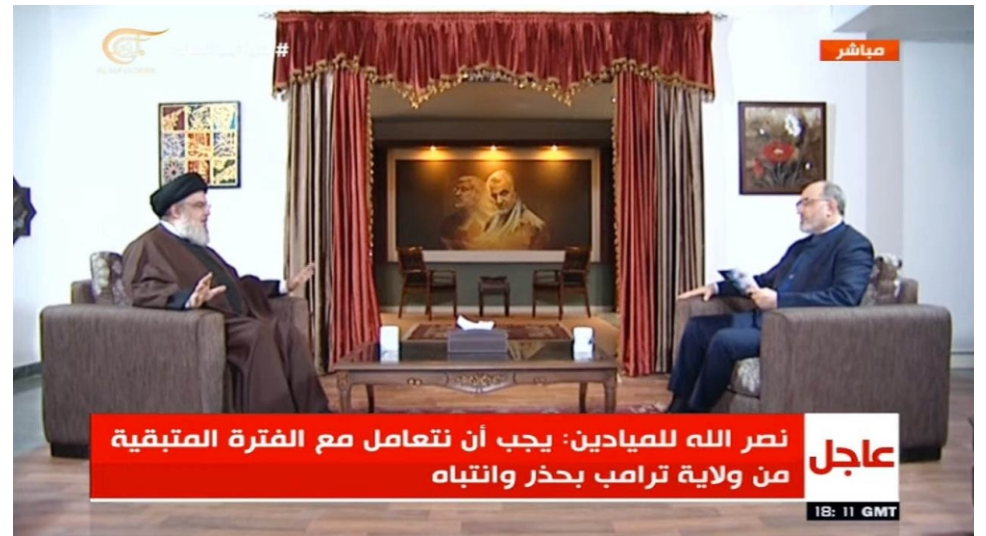 مباشر
نصر الله للميادين: يجب أن نتعامل مع الفترة المتبقية
من ولاية ترامب بحذر وانتباه
عاجل
18: 11 GMT